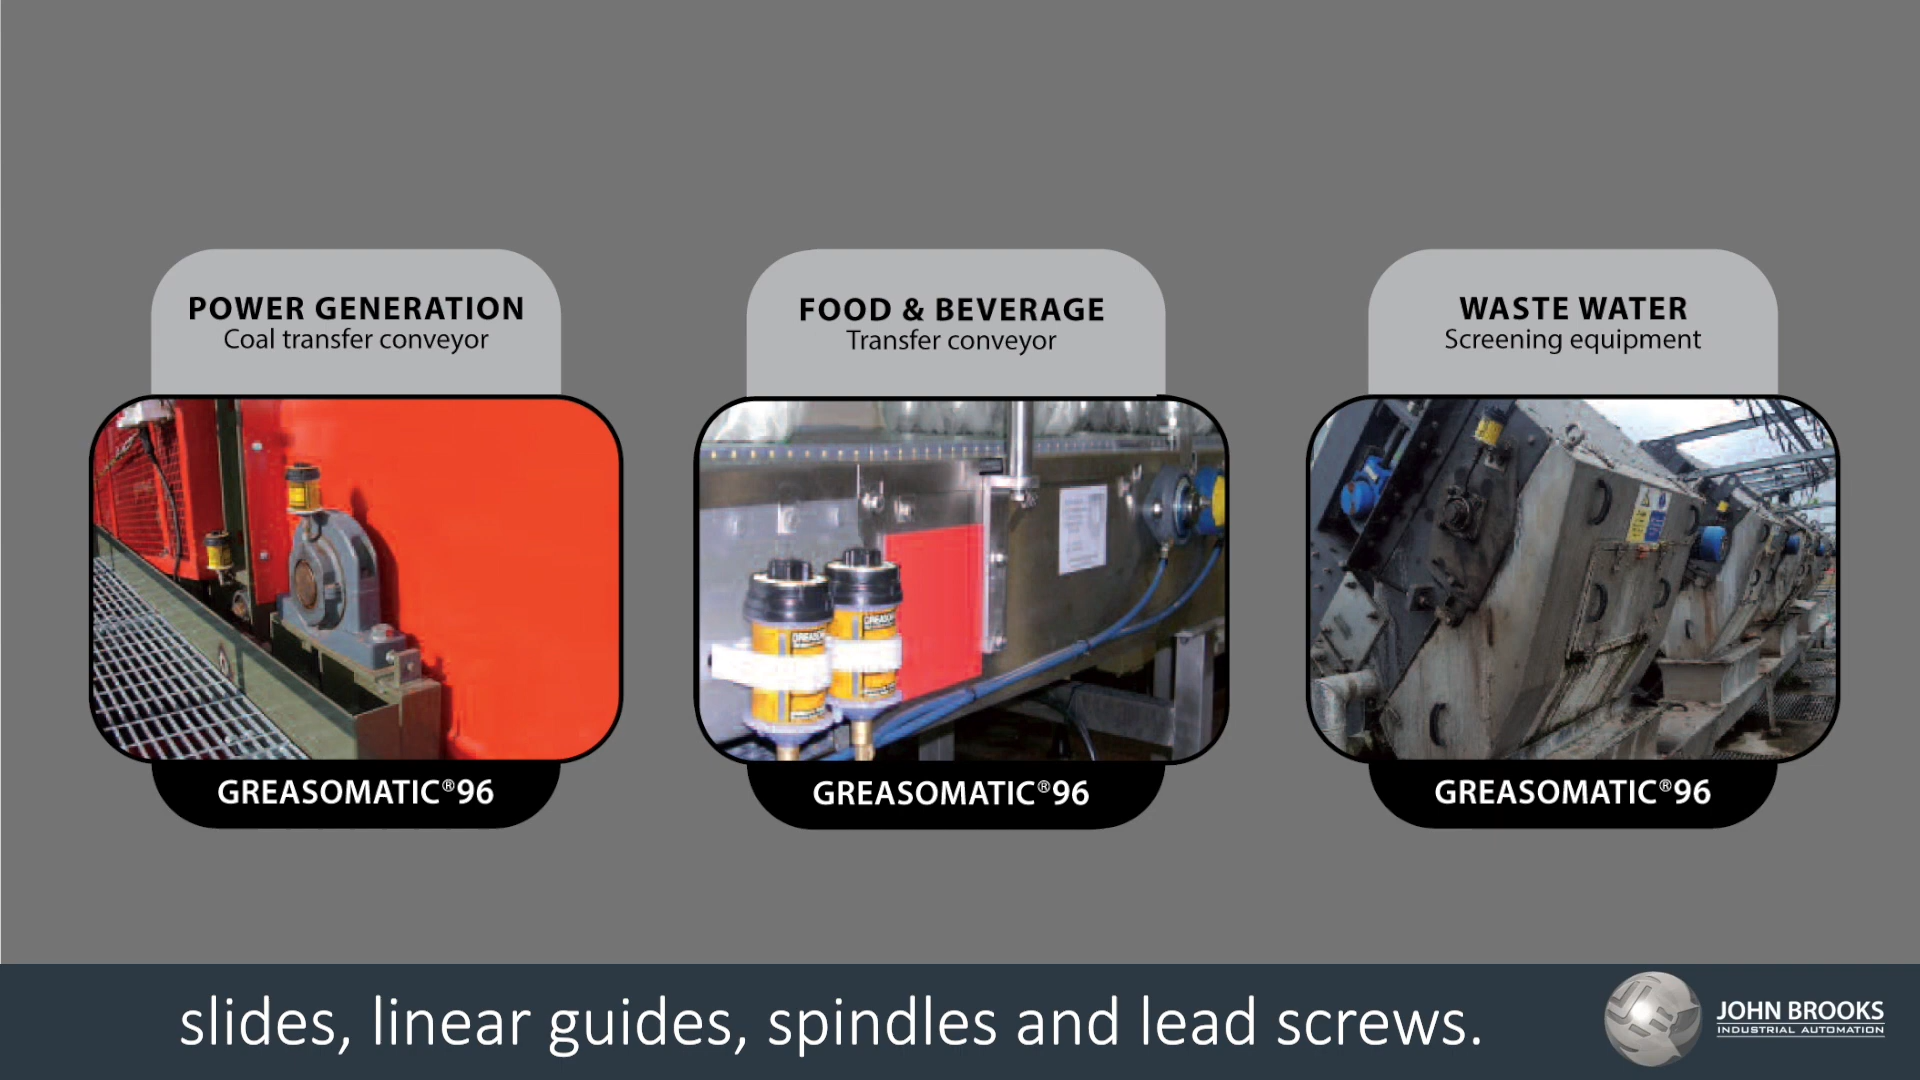 POWER GENERATION
Coal transfer conveyor
GREASOMATIC®96
FOOD & BEVERAGE
Transfer conveyor
GREASOMATIC®96
WASTE WATER
Screening equipment
GREASOMATIC®96
slides, linear guides, spindles and lead screws.
JOHN BROOKS
INDUSTRIAL AUTOMATION